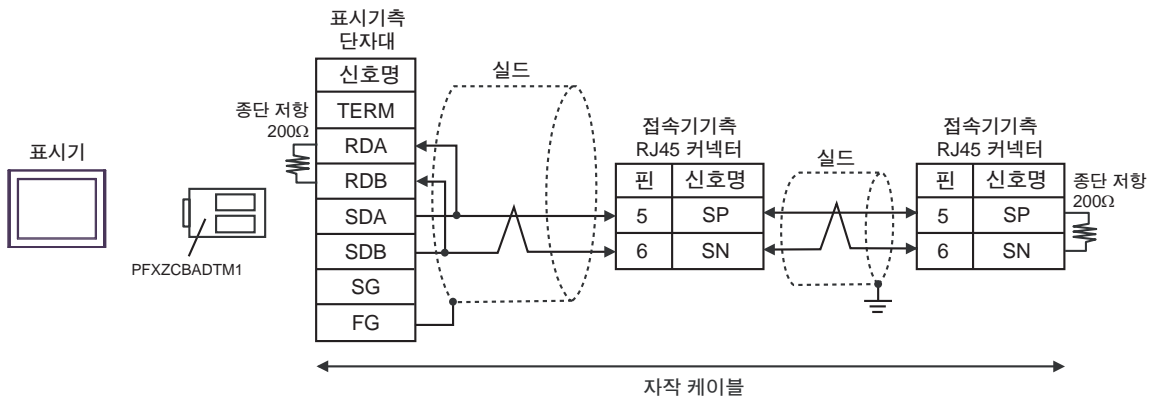 표시기
PFXZCBADTM1
종단 저항
200Ω
표시기측
단자대
신호명
TERM
RDA
RDB
SDA
SDB
SG
FG
실드
접속기기측
RJ45 커넥터
핀 신호명
5 SP
6 SN
실드
접속기기측
RJ45 커넥터
핀 신호명
5 SP
6 SN
종단 저항
200Ω
자작 케이블